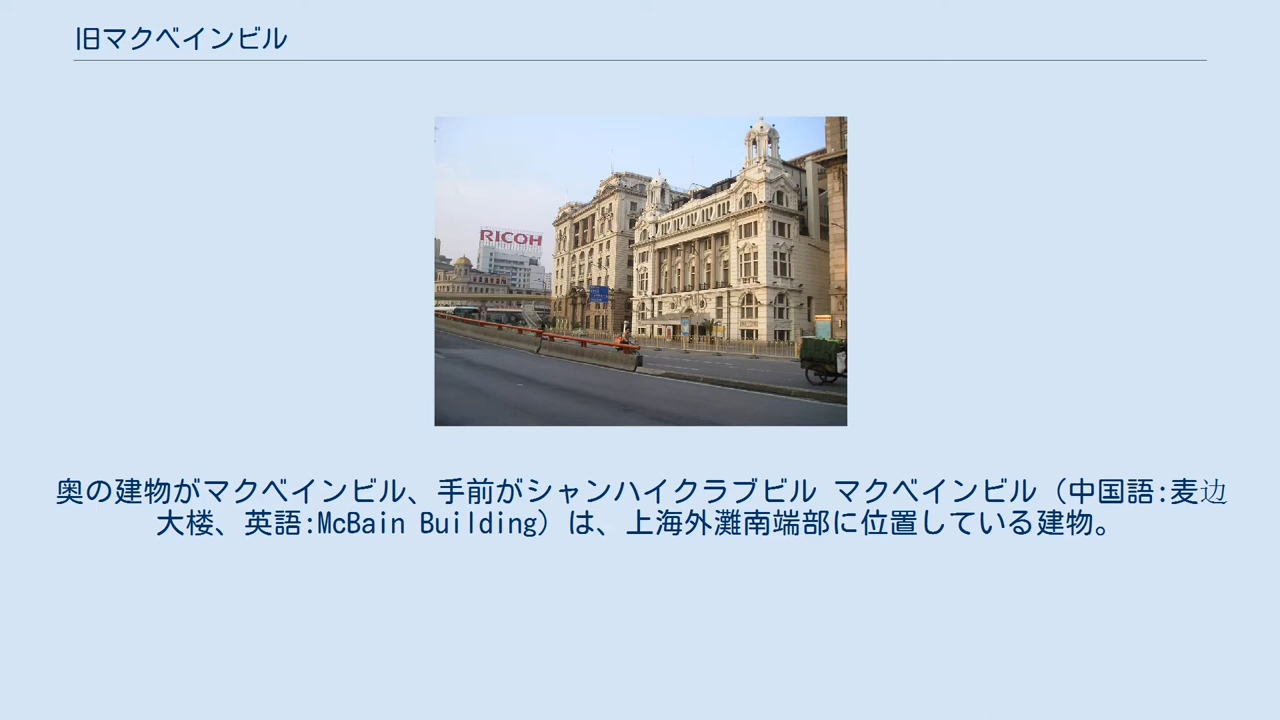 旧マクベインビル
RICOH
奥の建物がマクベインビル、手前がシャンハイクラブビル マクベインビル（中国語:麦边
大楼、英語:McBain Building）は、上海外灘南端部に位置している建物。